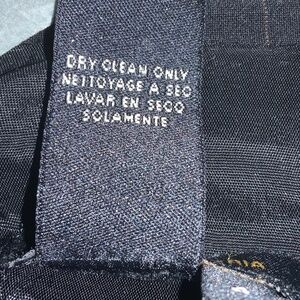 DRY CLEAN ONLY
NETTOYAGE A SEC
LAVAR EN SECO
SOLAMENTE